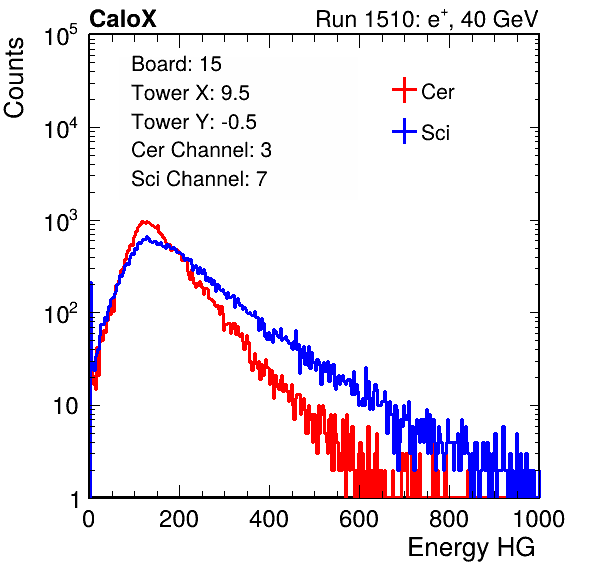 CaloX Run 1510: e⁺, 40 GeV
Counts
10⁵
10⁴
10³
10²
10
1
Board: 15
Tower X: 9.5
Tower Y: -0.5
Cer Channel: 3
Sci Channel: 7
Cer
Sci
0 200 400 600 800 1000
Energy HG